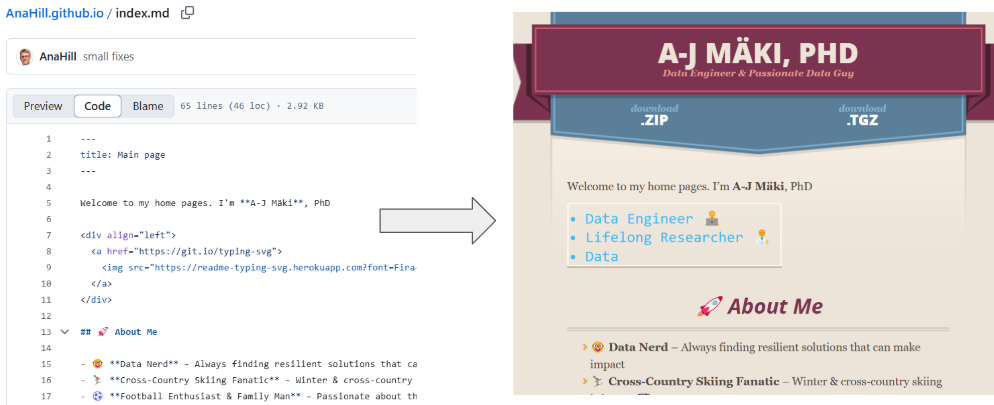 AnaHill.github.io / index.md
AnaHill small fixes
Preview Code Blame 65 lines (46 loc) · 2.92 KB
1 ---
2 title: Main page
3 ---
4
5 Welcome to my home pages. I'm **A-J Mäki**, PhD
6
7 <div align="left">
8 <a href="https://git.io/typing-svg">
9 <img src="https://readme-typing-svg.herokuapp.com?font=Fira-
10 </a>
11 </div>
12
13 ## 🚀 About Me
14
15 - 🤓 **Data Nerd** – Always finding resilient solutions that ca
16 - ⛷ **Cross-Country Skiing Fanatic** – Winter & cross-country
17 - ⚽ **Football Enthusiast & Family Man** – Passionate about th
A-J MÄKI, PHD
Data Engineer & Passionate Data Guy
download download
.ZIP .TGZ
Welcome to my home pages. I'm A-J Mäki, PhD
• Data Engineer 👨‍💻
• Lifelong Researcher 👨‍🔬
• Data
🚀 About Me
🤓 Data Nerd – Always finding resilient solutions that can make
impact
⛷ Cross-Country Skiing Fanatic – Winter & cross-country skiing